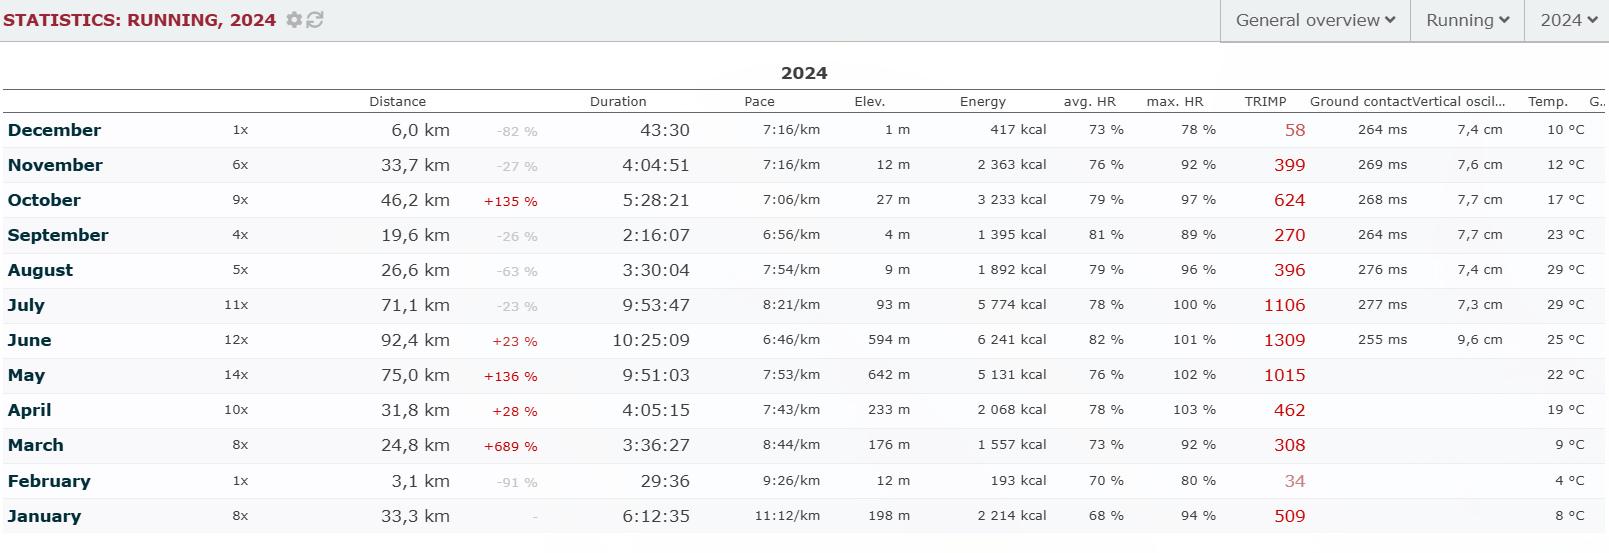 STATISTICS: RUNNING, 2024 General overview Running 2024
2024
Distance Duration Pace Elev. Energy avg. HR max. HR TRIMP Ground contact Vertical oscil... Temp. G..
December 1x 6,0 km -82 % 43:30 7:16/km 1 m 417 kcal 73 % 78 % 58 264 ms 7,4 cm 10 °C
November 6x 33,7 km -27 % 4:04:51 7:16/km 12 m 2 363 kcal 76 % 92 % 399 269 ms 7,6 cm 12 °C
October 9x 46,2 km +135 % 5:28:21 7:06/km 27 m 3 233 kcal 79 % 97 % 624 268 ms 7,7 cm 17 °C
September 4x 19,6 km -26 % 2:16:07 6:56/km 4 m 1 395 kcal 81 % 89 % 270 264 ms 7,7 cm 23 °C
August 5x 26,6 km -63 % 3:30:04 7:54/km 9 m 1 892 kcal 79 % 96 % 396 276 ms 7,4 cm 29 °C
July 11x 71,1 km -23 % 9:53:47 8:21/km 93 m 5 774 kcal 78 % 100 % 1106 277 ms 7,3 cm 29 °C
June 12x 92,4 km +23 % 10:25:09 6:46/km 594 m 6 241 kcal 82 % 101 % 1309 255 ms 9,6 cm 25 °C
May 14x 75,0 km +136 % 9:51:03 7:53/km 642 m 5 131 kcal 76 % 102 % 1015 22 °C
April 10x 31,8 km +28 % 4:05:15 7:43/km 233 m 2 068 kcal 78 % 103 % 462 19 °C
March 8x 24,8 km +689 % 3:36:27 8:44/km 176 m 1 557 kcal 73 % 92 % 308 9 °C
February 1x 3,1 km -91 % 29:36 9:26/km 12 m 193 kcal 70 % 80 % 34 4 °C
January 8x 33,3 km - 6:12:35 11:12/km 198 m 2 214 kcal 68 % 94 % 509 8 °C